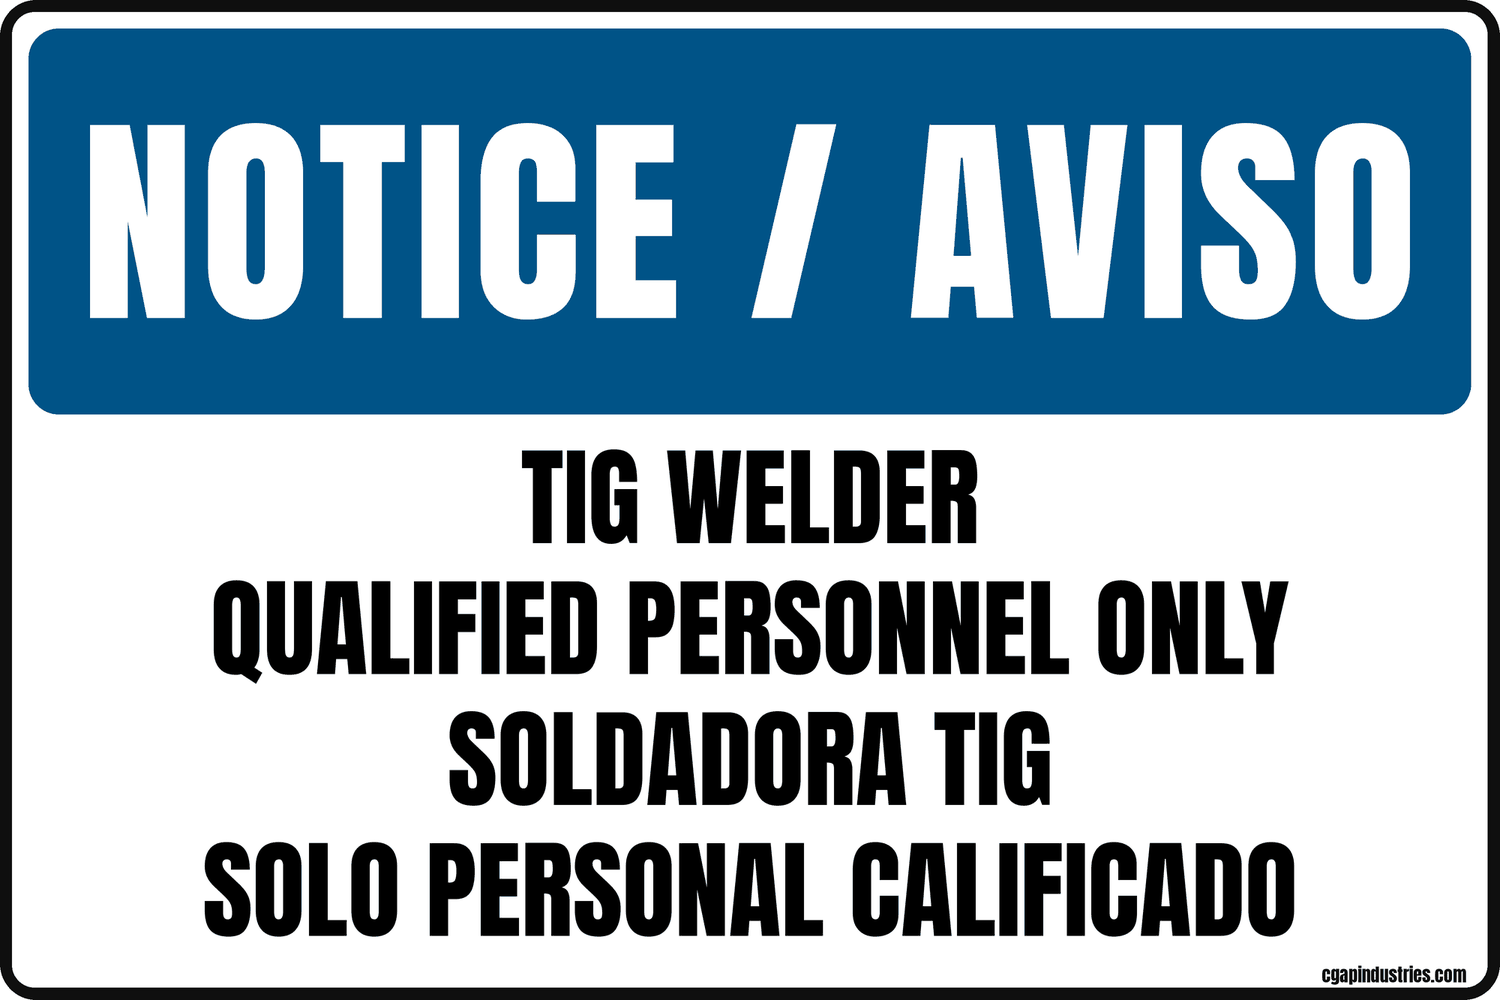 NOTICE / AVISO
TIG WELDER
QUALIFIED PERSONNEL ONLY
SOLDADORA TIG
SOLO PERSONAL CALIFICADO
cgapindustries.com